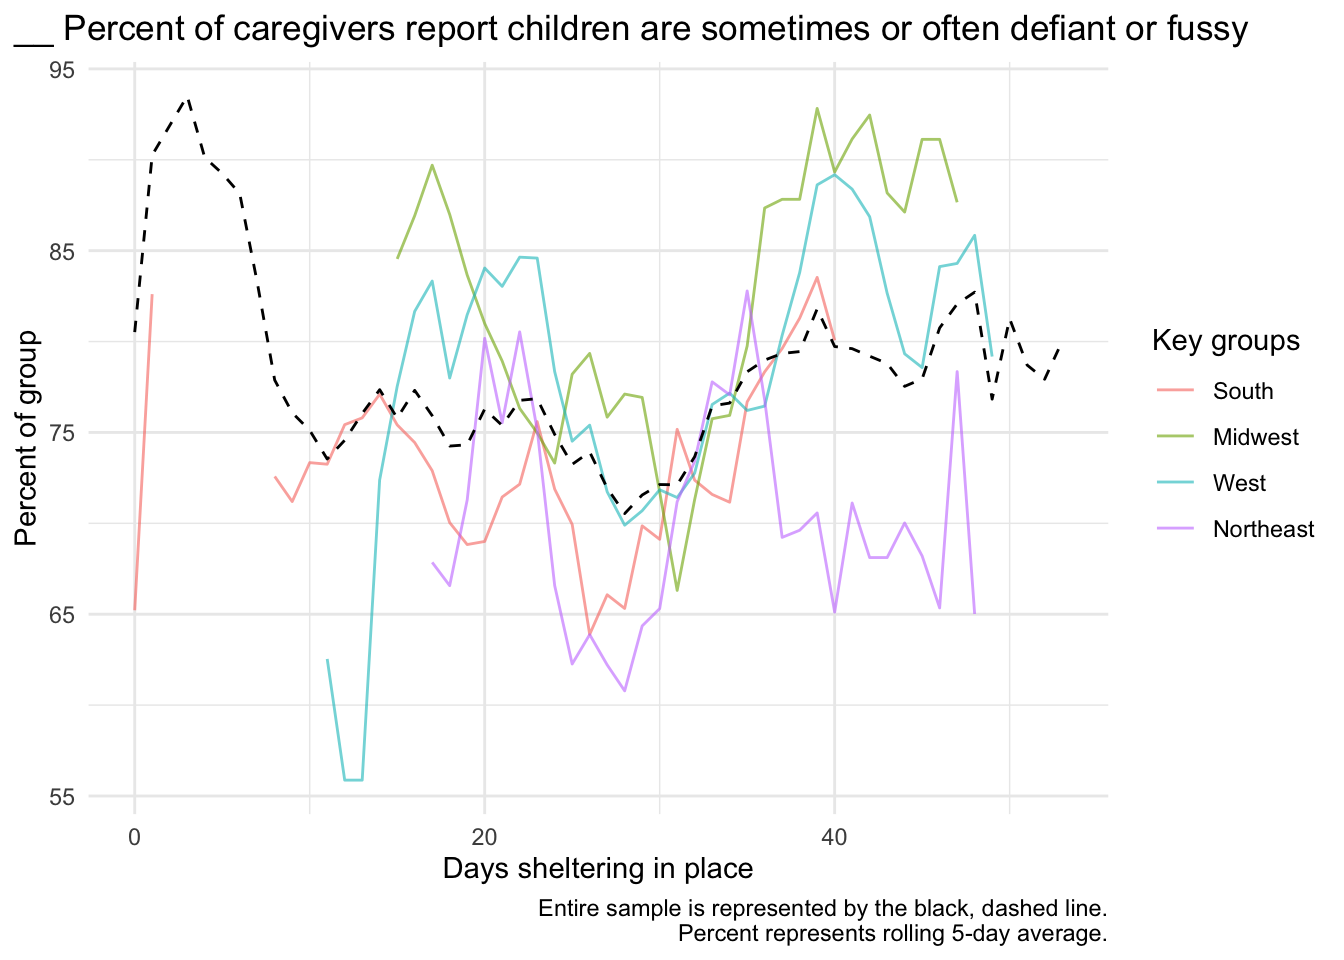 __ Percent of caregivers report children are sometimes or often defiant or fussy
95
85
75
65
55
Percent of group
0 20 40
Days sheltering in place
Key groups
South
Midwest
West
Northeast
Entire sample is represented by the black, dashed line.
Percent represents rolling 5-day average.